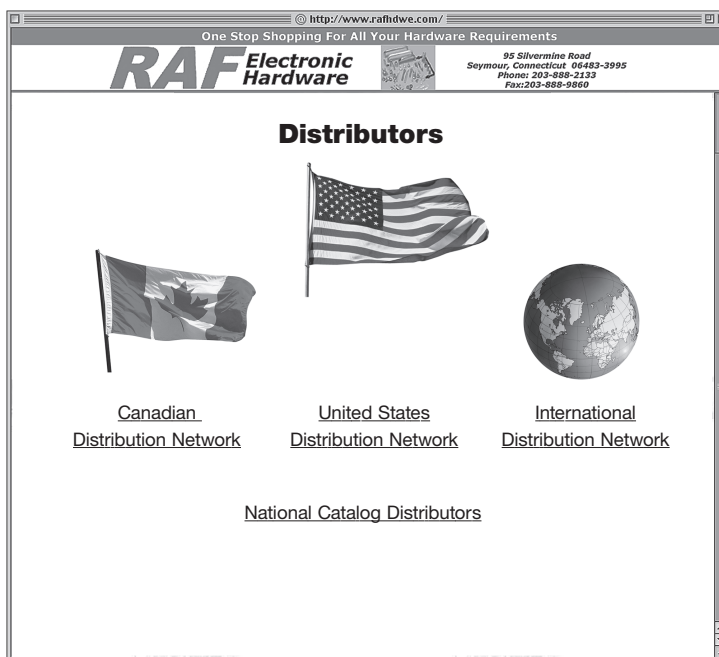 @ http://www.rafhdwe.com/
One Stop Shopping For All Your Hardware Requirements
RAF Electronic
Hardware
95 Silvermine Road
Seymour, Connecticut 06483-3995
Phone: 203-888-2133
Fax:203-888-9860
Distributors
Canadian
Distribution Network
United States
Distribution Network
International
Distribution Network
National Catalog Distributors